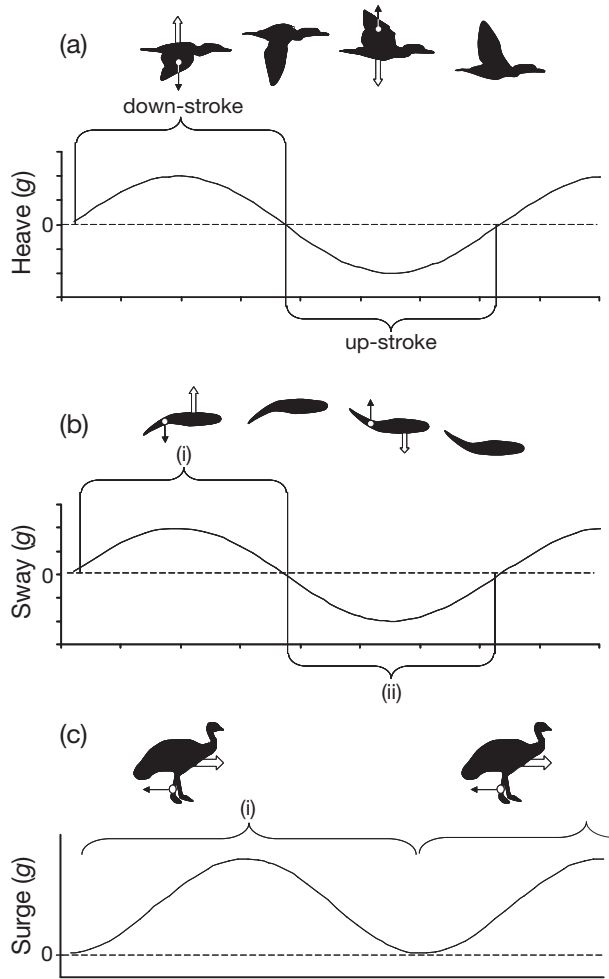 (a)
down-stroke
Heave (g)
0
up-stroke
(b)
(i)
Sway (g)
0
(ii)
(c)
(i)
Surge (g)
0